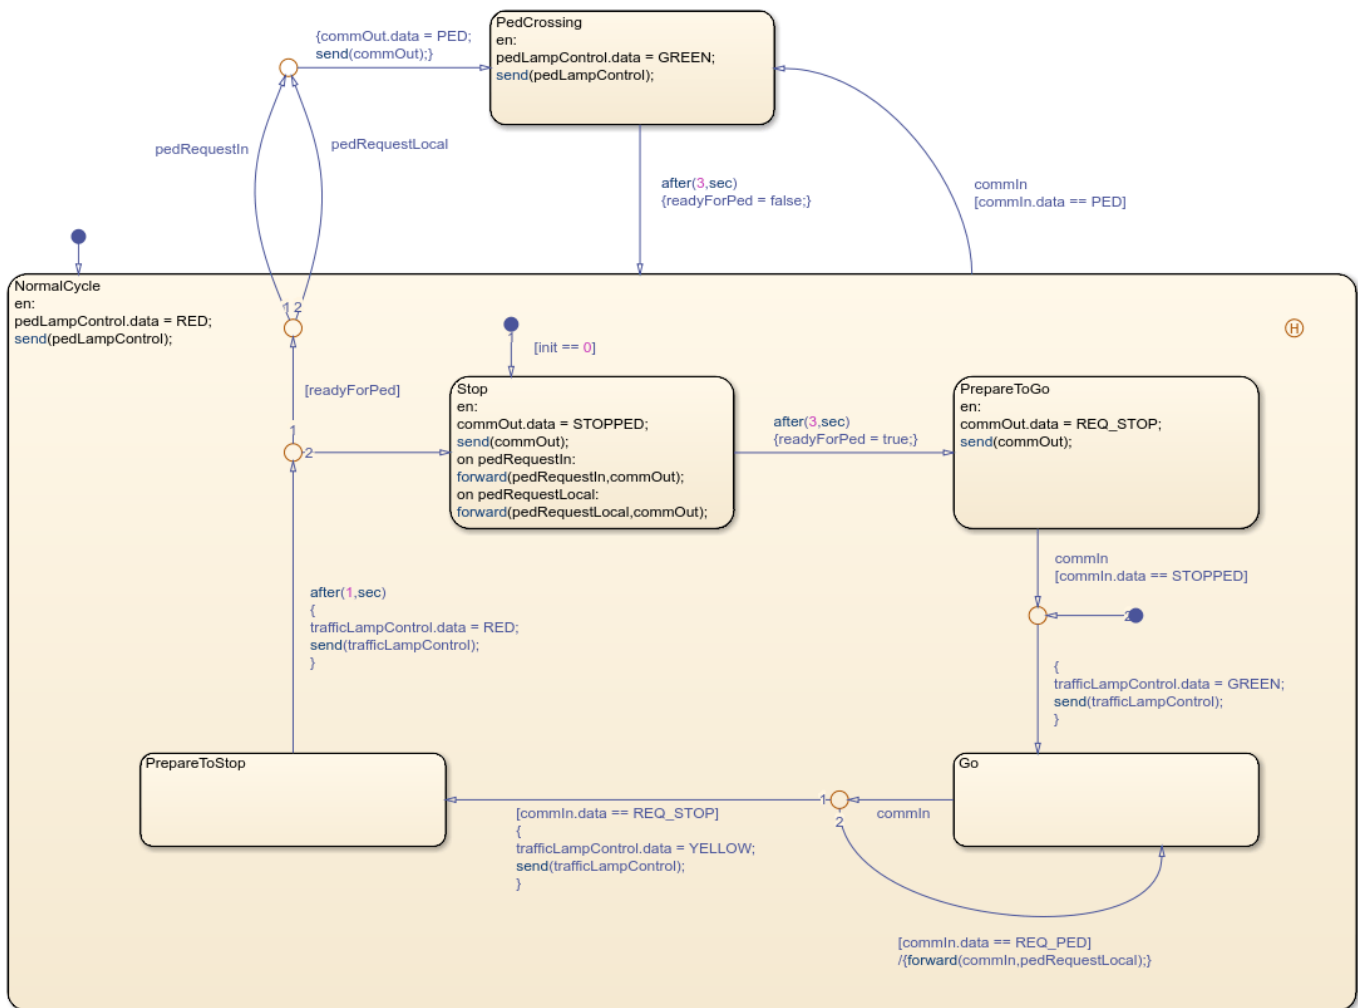 PedCrossing
en:
pedLampControl.data = GREEN;
send(pedLampControl);
{commOut.data = PED;
send(commOut);}
pedRequestIn
pedRequestLocal
after(3,sec)
{readyForPed = false;}
commIn
[commIn.data == PED]
NormalCycle
en:
pedLampControl.data = RED;
send(pedLampControl);
1 2
1
[init == 0]
H
[readyForPed]
1
2
Stop
en:
commOut.data = STOPPED;
send(commOut);
on pedRequestIn:
forward(pedRequestIn,commOut);
on pedRequestLocal:
forward(pedRequestLocal,commOut);
after(3,sec)
{readyForPed = true;}
PrepareToGo
en:
commOut.data = REQ_STOP;
send(commOut);
commIn
[commIn.data == STOPPED]
2
after(1,sec)
{
trafficLampControl.data = RED;
send(trafficLampControl);
}
{
trafficLampControl.data = GREEN;
send(trafficLampControl);
}
PrepareToStop
Go
1
2
commIn
[commIn.data == REQ_STOP]
{
trafficLampControl.data = YELLOW;
send(trafficLampControl);
}
[commIn.data == REQ_PED]
/{forward(commIn,pedRequestLocal);}